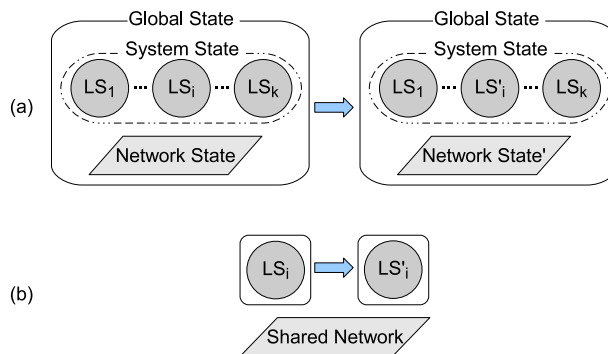 Global State
Global State
System State
System State
(a)
LS1 ... LSi ... LSk
LS1 ... LS'i ... LSk
Network State
Network State'
(b)
LSi
LS'i
Shared Network